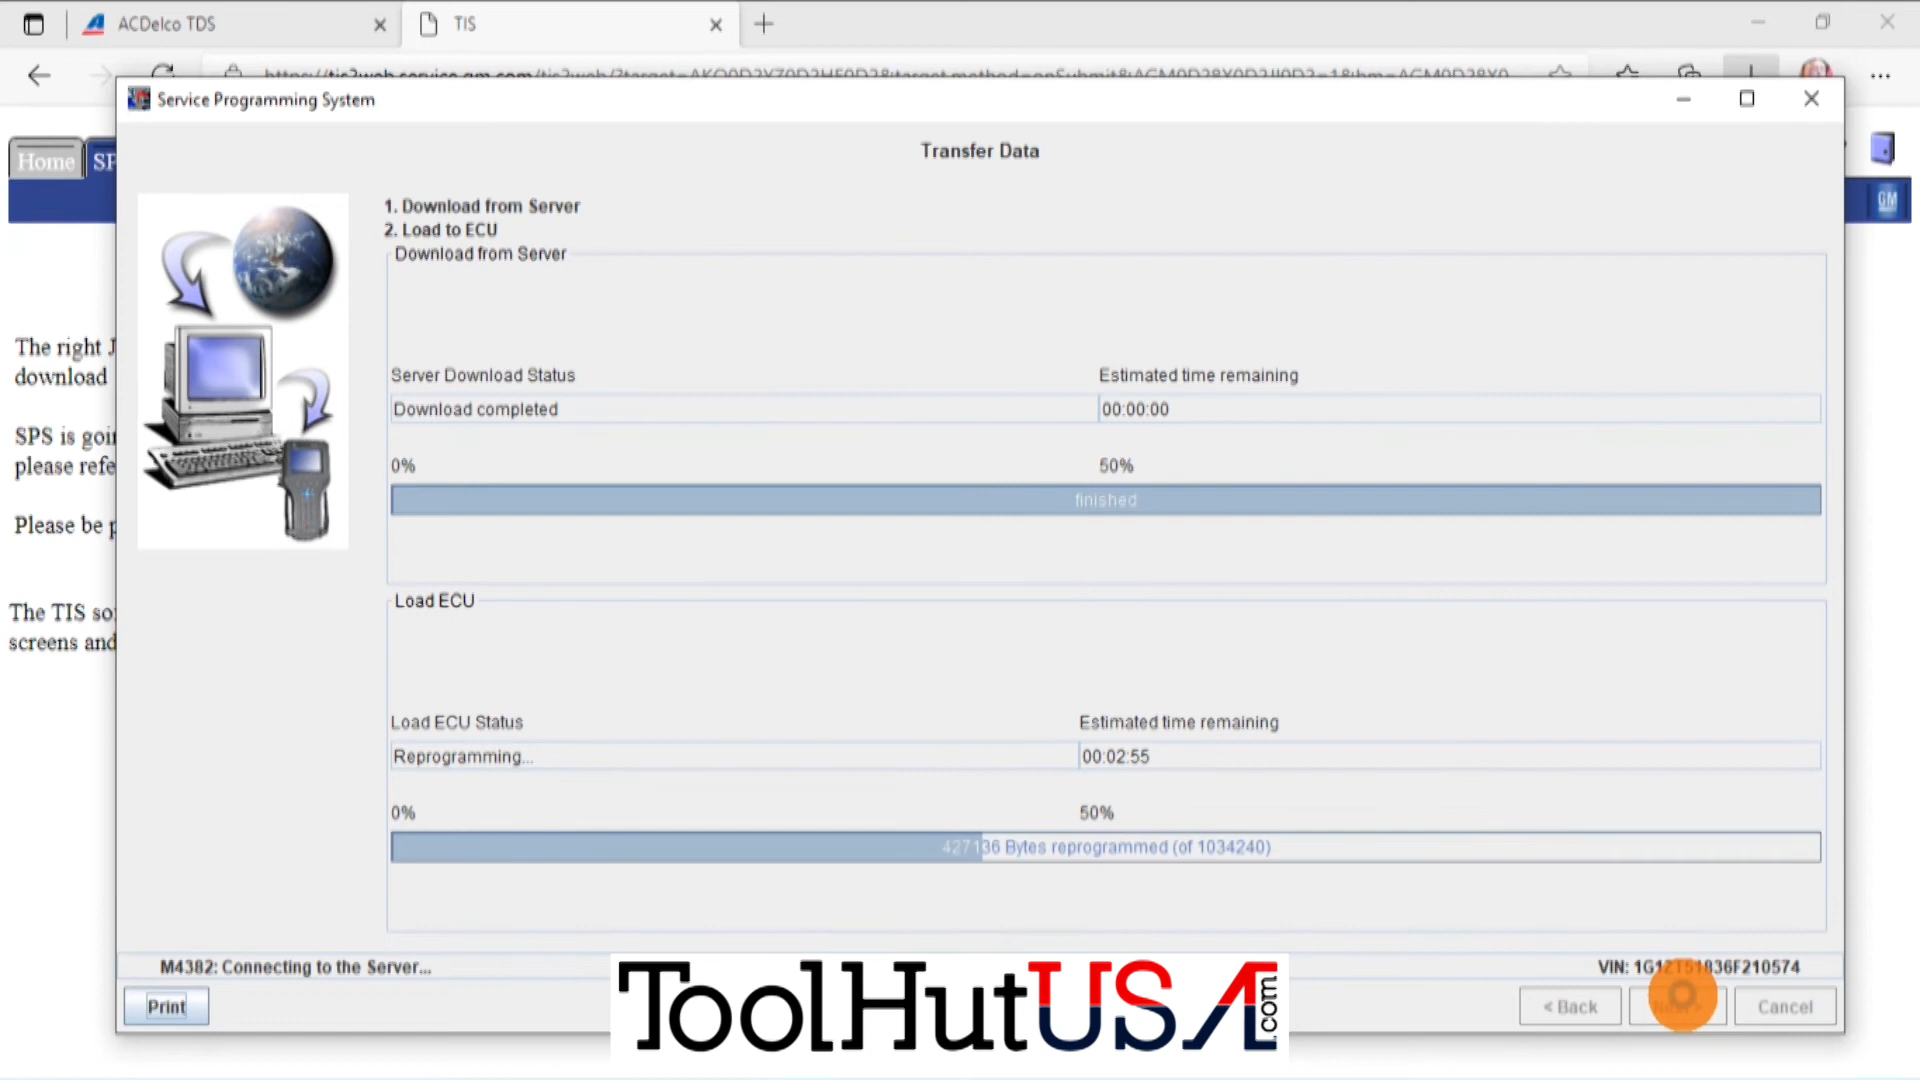 ACDelco TDS
TIS
Service Programming System
Transfer Data
Home
SP
GM
1. Download from Server
2. Load to ECU
Download from Server
The right J
download
Server Download Status
Estimated time remaining
Download completed
00:00:00
SPS is goin
please refe
0%
50%
finished
Please be p
Load ECU
The TIS so
screens and
Load ECU Status
Estimated time remaining
Reprogramming...
00:02:55
0%
50%
427136 Bytes reprogrammed (of 1034240)
M4382: Connecting to the Server...
VIN: 1G12T51836F210574
Print
ToolHutUSA.com
< Back
Cancel